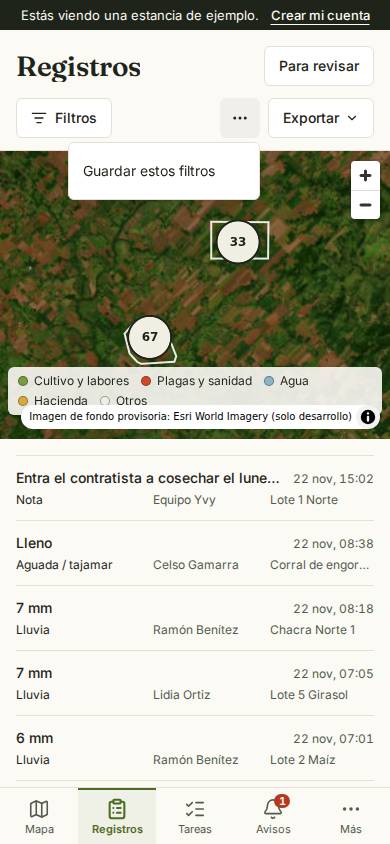 Estás viendo una estancia de ejemplo. Crear mi cuenta
Registros
Para revisar
Filtros
Exportar
Guardar estos filtros
33
67
Cultivo y labores Plagas y sanidad Agua
Hacienda Otros
Imagen de fondo provisoria: Esri World Imagery (solo desarrollo)
Entra el contratista a cosechar el lune... 22 nov, 15:02
Nota Equipo Yvy Lote 1 Norte
Lleno 22 nov, 08:38
Aguada / tajamar Celso Gamarra Corral de engor...
7 mm 22 nov, 08:18
Lluvia Ramón Benítez Chacra Norte 1
7 mm 22 nov, 07:05
Lluvia Lidia Ortiz Lote 5 Girasol
6 mm 22 nov, 07:01
Lluvia Ramón Benítez Lote 2 Maíz
1
Mapa Registros Tareas Avisos Más